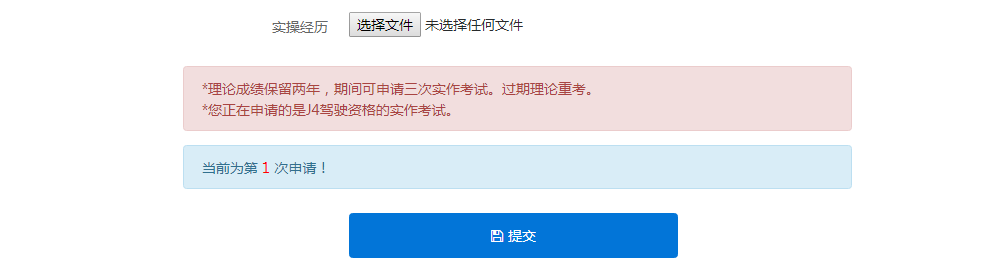 实操经历 选择文件 未选择任何文件
*理论成绩保留两年，期间可申请三次实作考试。过期理论重考。
*您正在申请的是J4驾驶资格的实作考试。
当前为第 1 次申请！
提交